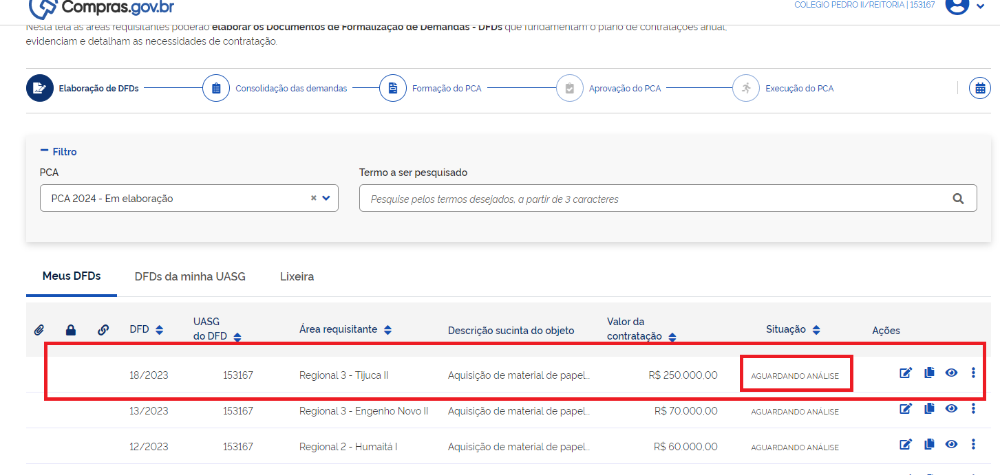 Compras.gov.br
COLEGIO PEDRO II/REITORIA | 153167
Nesta tela as áreas requisitantes poderão elaborar os Documentos de Formalização de Demandas - DFDs que fundamentam o plano de contratações anual,
evidenciam e detalham as necessidades de contratação.
Elaboração de DFDs
Consolidação das demandas
Formação do PCA
Aprovação do PCA
Execução do PCA
Filtro
PCA
Termo a ser pesquisado
PCA 2024 - Em elaboração
Pesquise pelos termos desejados, a partir de 3 caracteres
Meus DFDs
DFDs da minha UASG
Lixeira
DFD
UASG
do DFD
Área requisitante
Descrição sucinta do objeto
Valor da
contratação
Situação
Ações
18/2023 153167 Regional 3 - Tijuca II Aquisição de material de papel... R$ 250.000,00 AGUARDANDO ANÁLISE
13/2023 153167 Regional 3 - Engenho Novo II Aquisição de material de papel... R$ 70.000,00 AGUARDANDO ANÁLISE
12/2023 153167 Regional 2 - Humaitá I Aquisição de material de papel... R$ 60.000,00 AGUARDANDO ANÁLISE